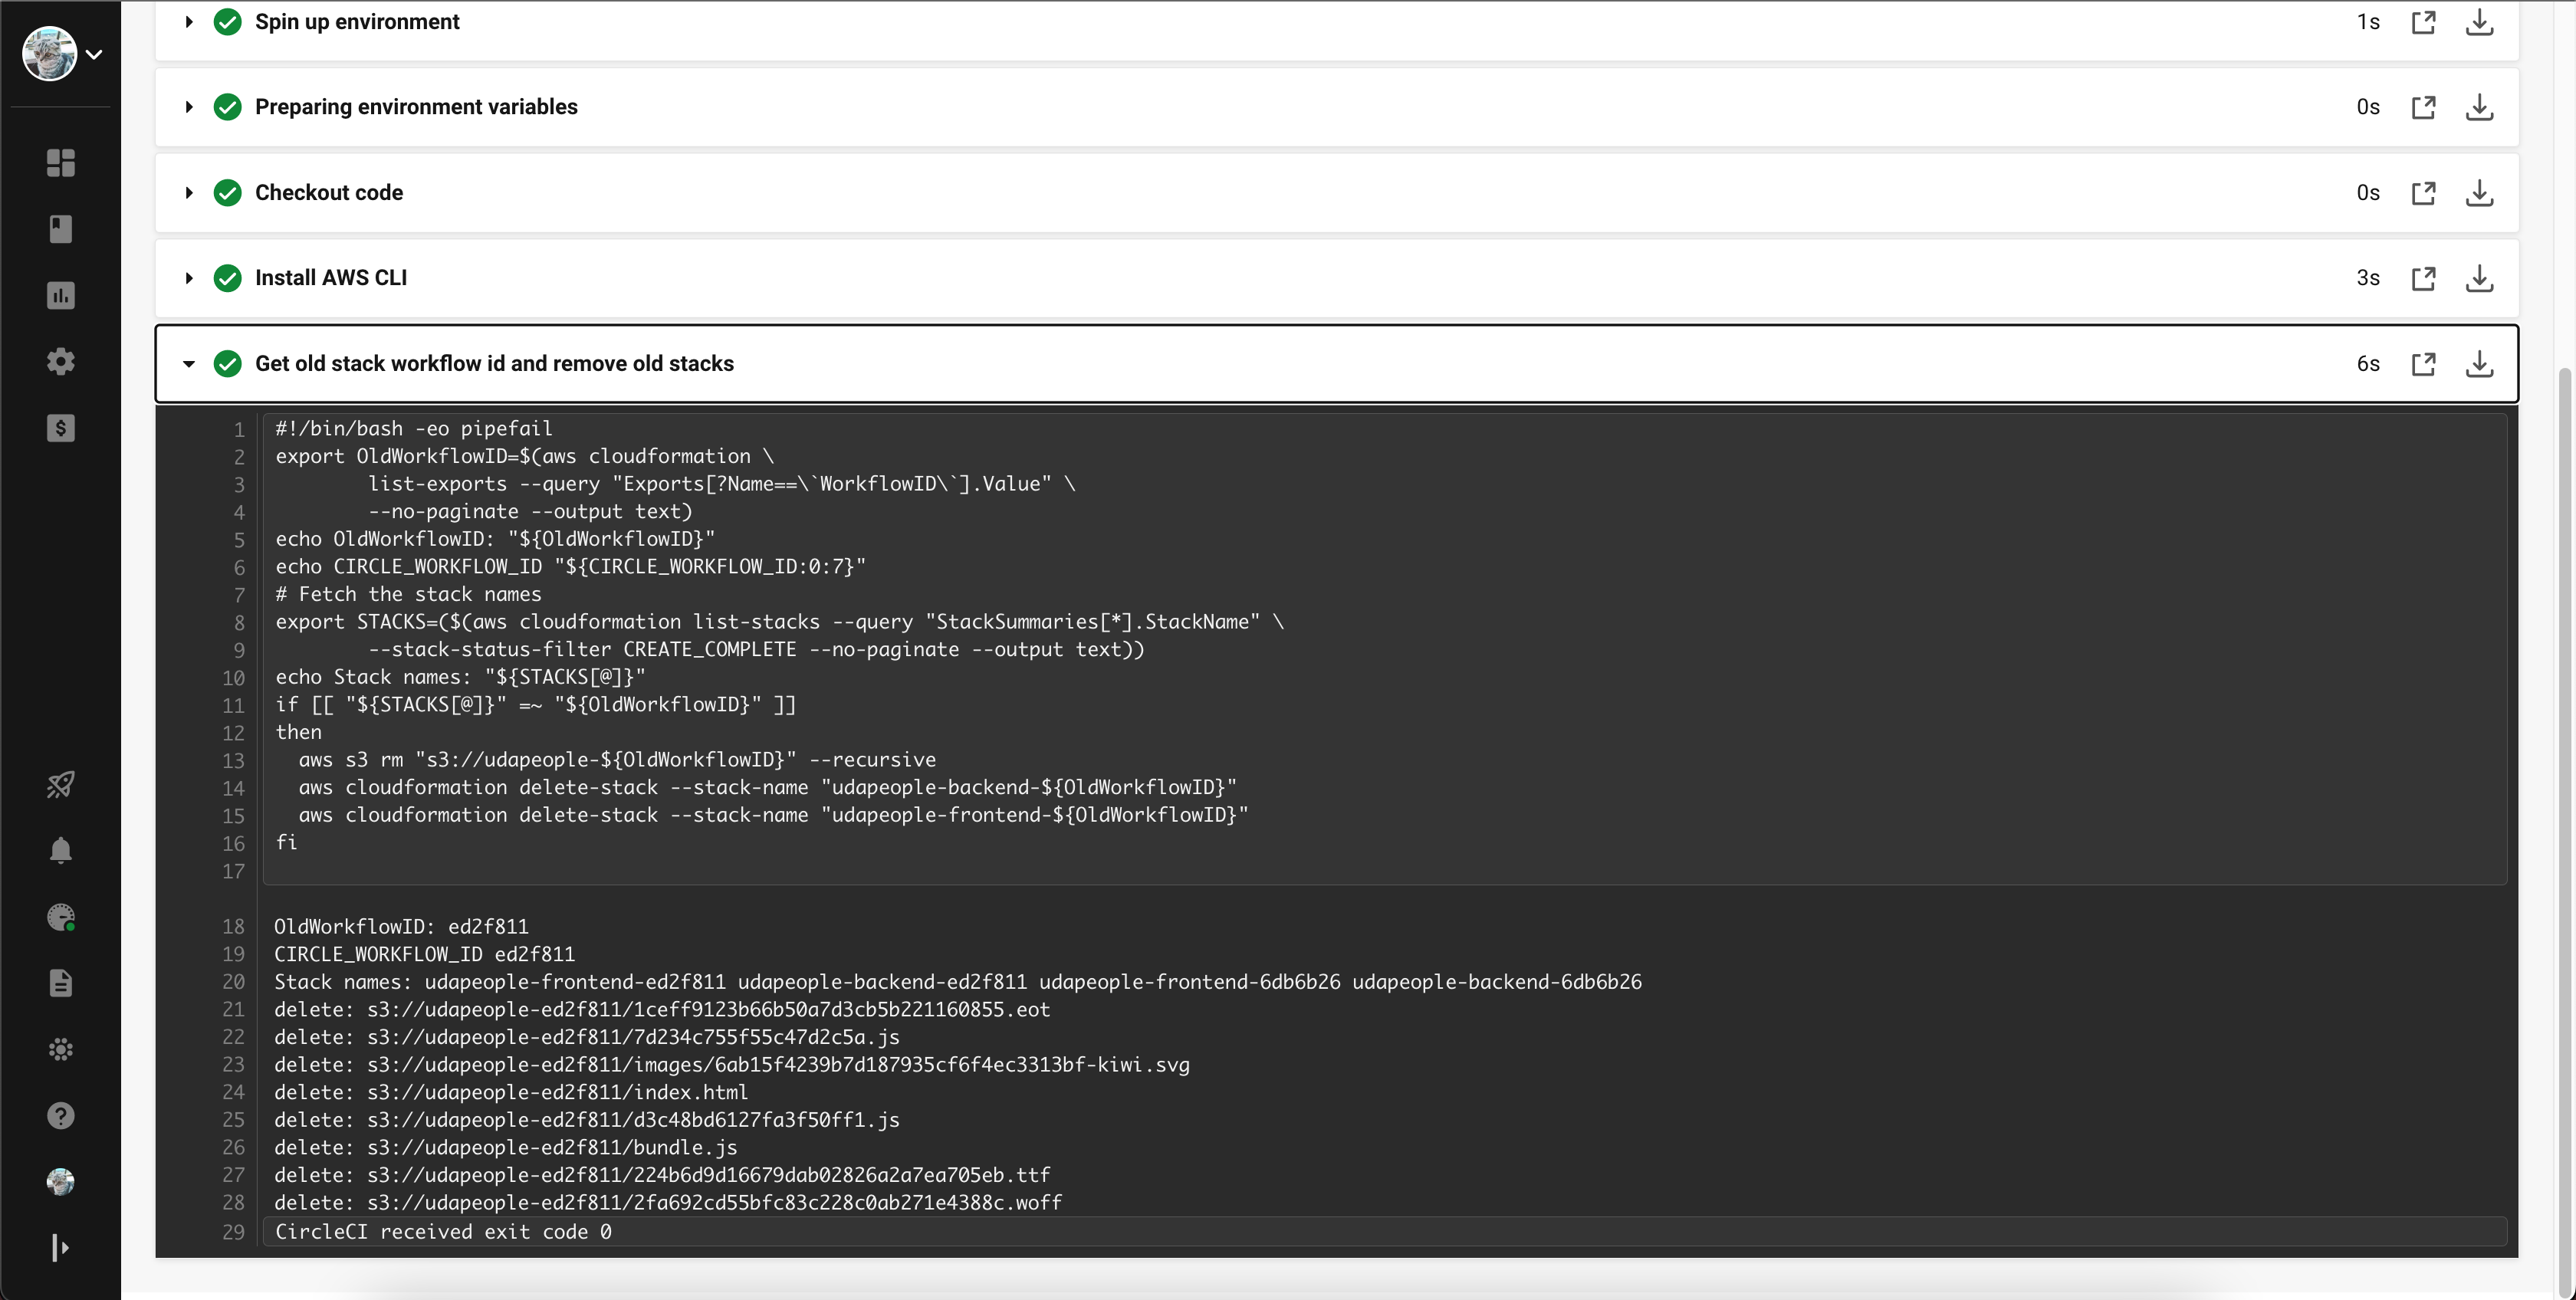 Spin up environment 1s
Preparing environment variables 0s
Checkout code 0s
Install AWS CLI 3s
Get old stack workflow id and remove old stacks 6s
1 #!/bin/bash -eo pipefail
2 export OldWorkflowID=$(aws cloudformation \
3 list-exports --query "Exports[?Name==\`WorkflowID\`].Value" \
4 --no-paginate --output text)
5 echo OldWorkflowID: "${OldWorkflowID}"
6 echo CIRCLE_WORKFLOW_ID "${CIRCLE_WORKFLOW_ID:0:7}"
7 # Fetch the stack names
8 export STACKS=($(aws cloudformation list-stacks --query "StackSummaries[*].StackName" \
9 --stack-status-filter CREATE_COMPLETE --no-paginate --output text))
10 echo Stack names: "${STACKS[@]}"
11 if [[ "${STACKS[@]}" =~ "${OldWorkflowID}" ]]
12 then
13 aws s3 rm "s3://udapeople-${OldWorkflowID}" --recursive
14 aws cloudformation delete-stack --stack-name "udapeople-backend-${OldWorkflowID}"
15 aws cloudformation delete-stack --stack-name "udapeople-frontend-${OldWorkflowID}"
16 fi
17
18 OldWorkflowID: ed2f811
19 CIRCLE_WORKFLOW_ID ed2f811
20 Stack names: udapeople-frontend-ed2f811 udapeople-backend-ed2f811 udapeople-frontend-6db6b26 udapeople-backend-6db6b26
21 delete: s3://udapeople-ed2f811/1ceff9123b66b50a7d3cb5b221160855.eot
22 delete: s3://udapeople-ed2f811/7d234c755f55c47d2c5a.js
23 delete: s3://udapeople-ed2f811/images/6ab15f4239b7d187935cf6f4ec3313bf-kiwi.svg
24 delete: s3://udapeople-ed2f811/index.html
25 delete: s3://udapeople-ed2f811/d3c48bd6127fa3f50ff1.js
26 delete: s3://udapeople-ed2f811/bundle.js
27 delete: s3://udapeople-ed2f811/224b6d9d16679dab02826a2a7ea705eb.ttf
28 delete: s3://udapeople-ed2f811/2fa692cd55bfc83c228c0ab271e4388c.woff
29 CircleCI received exit code 0